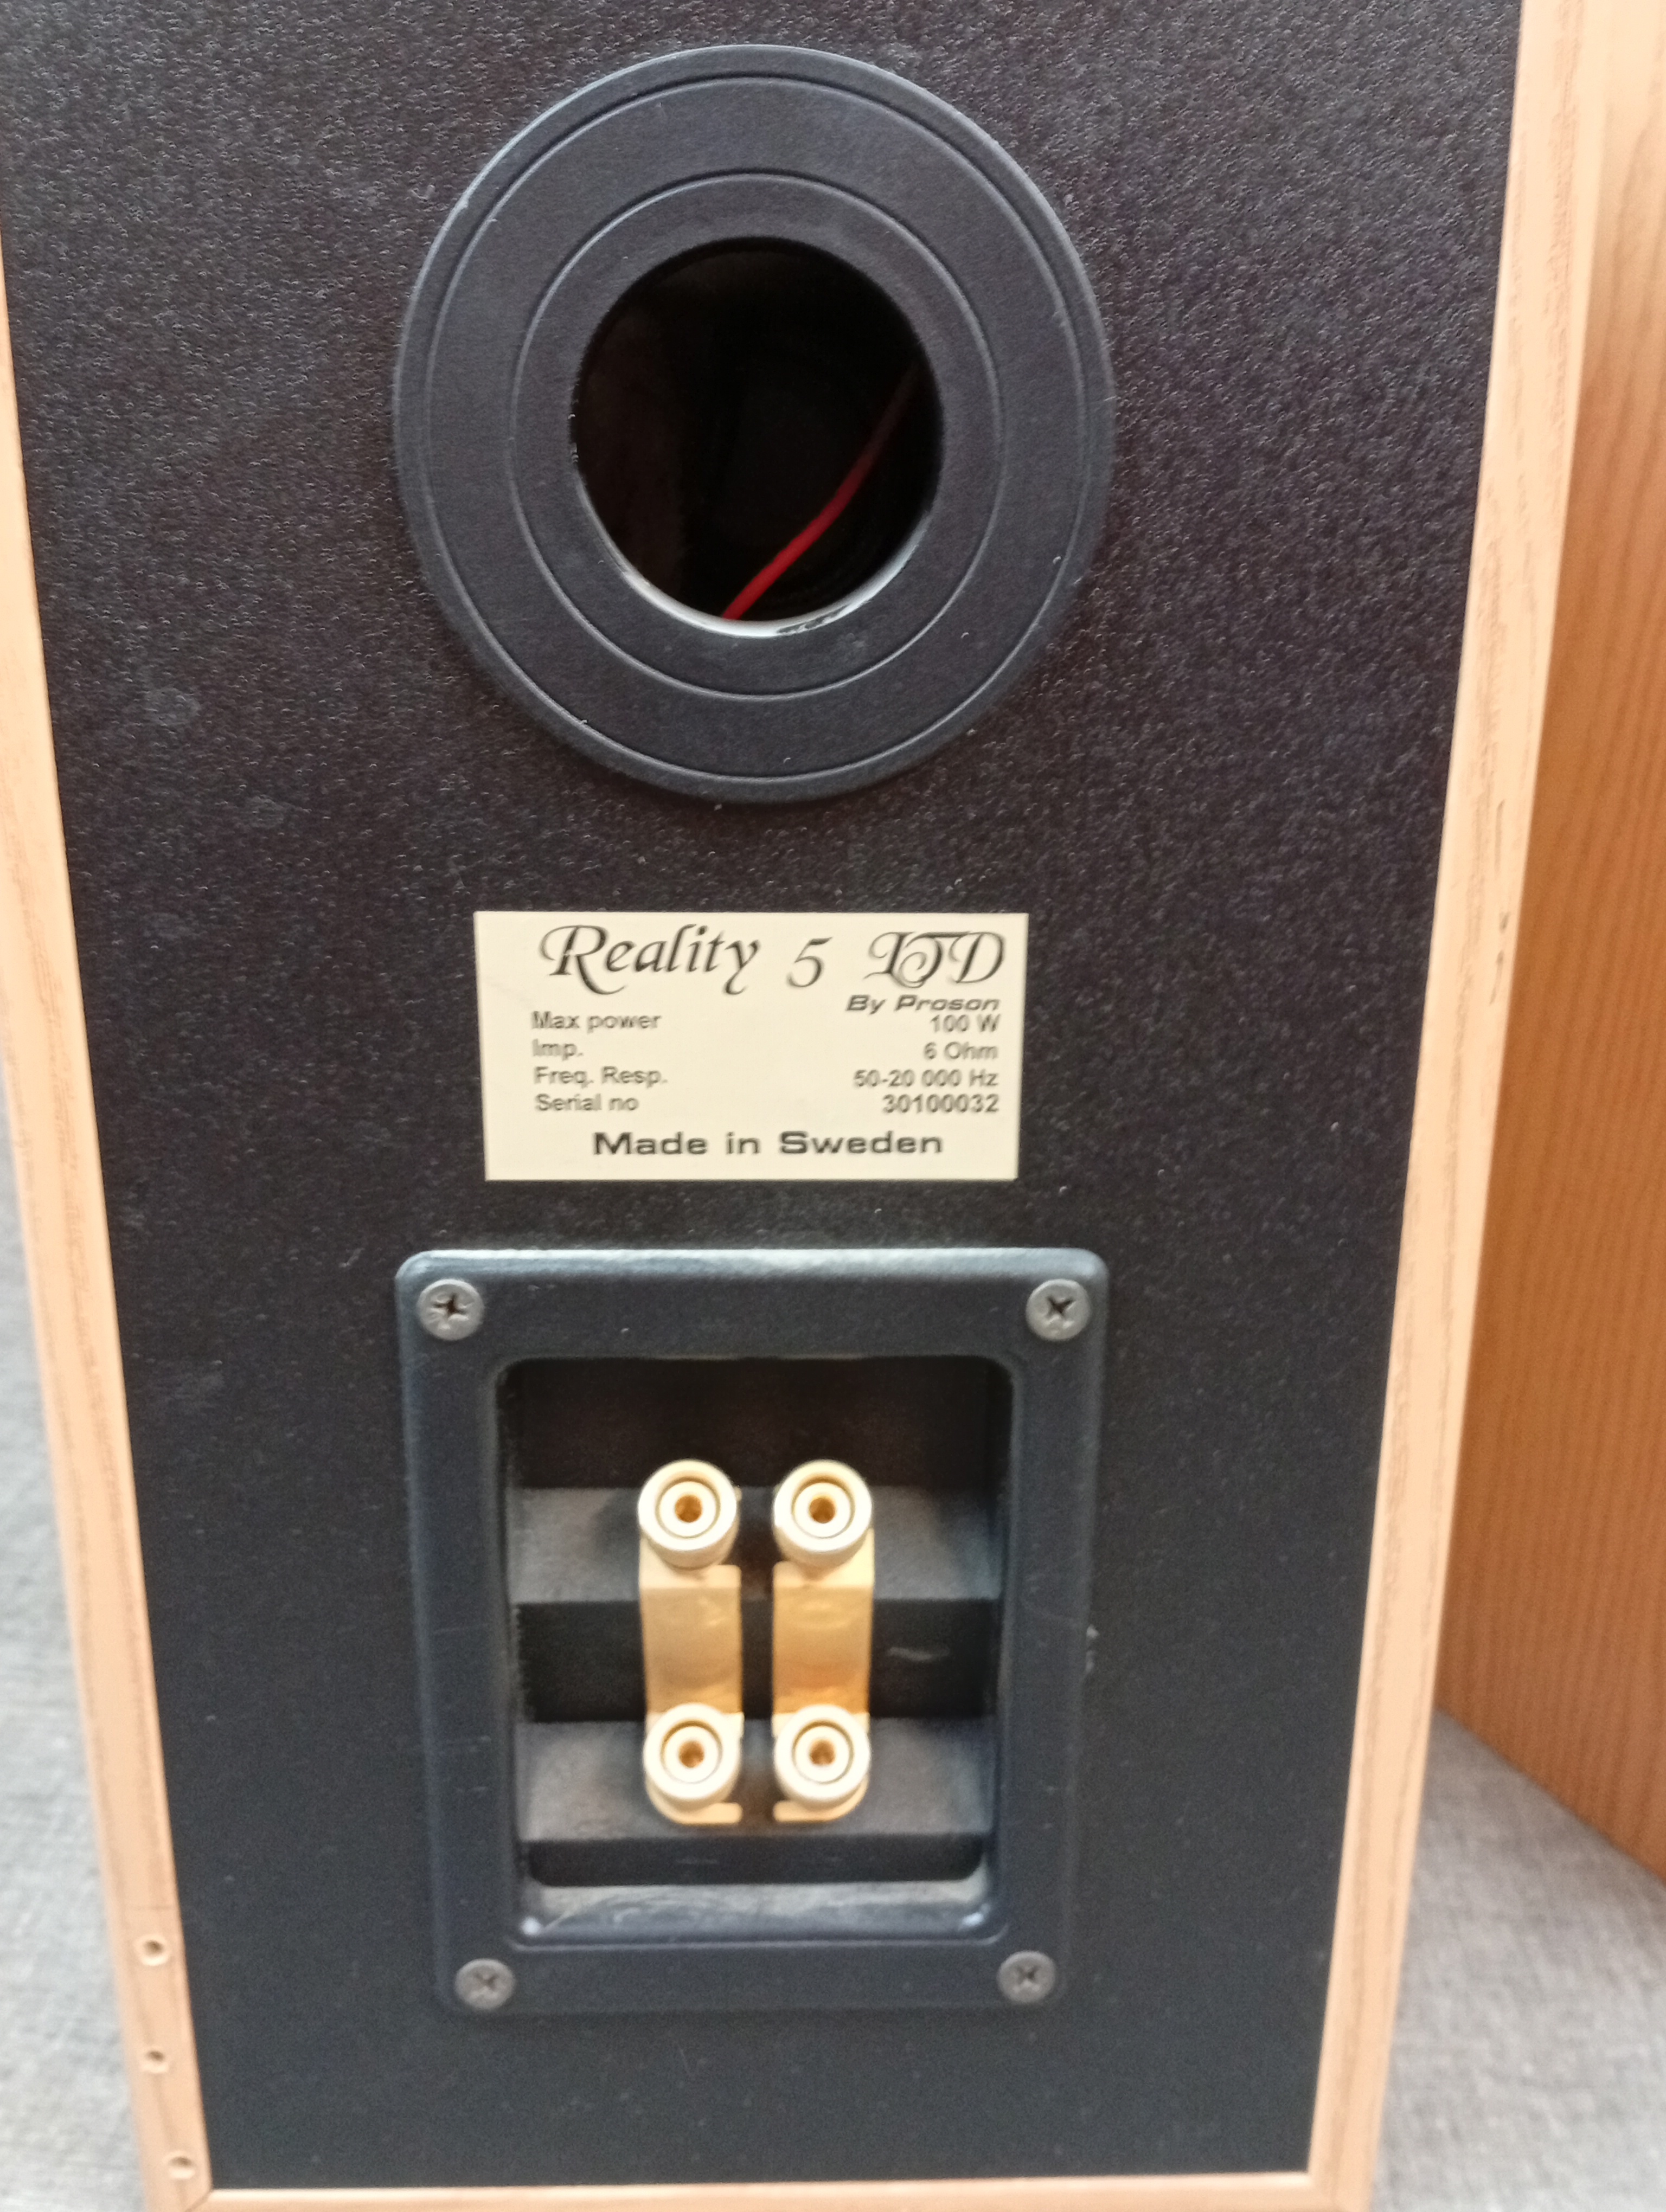 Reality 5 LTD
By Proson
Max power 100 W
Imp. 6 Ohm
Freq. Resp. 50-20 000 Hz
Serial no 30100032
Made in Sweden